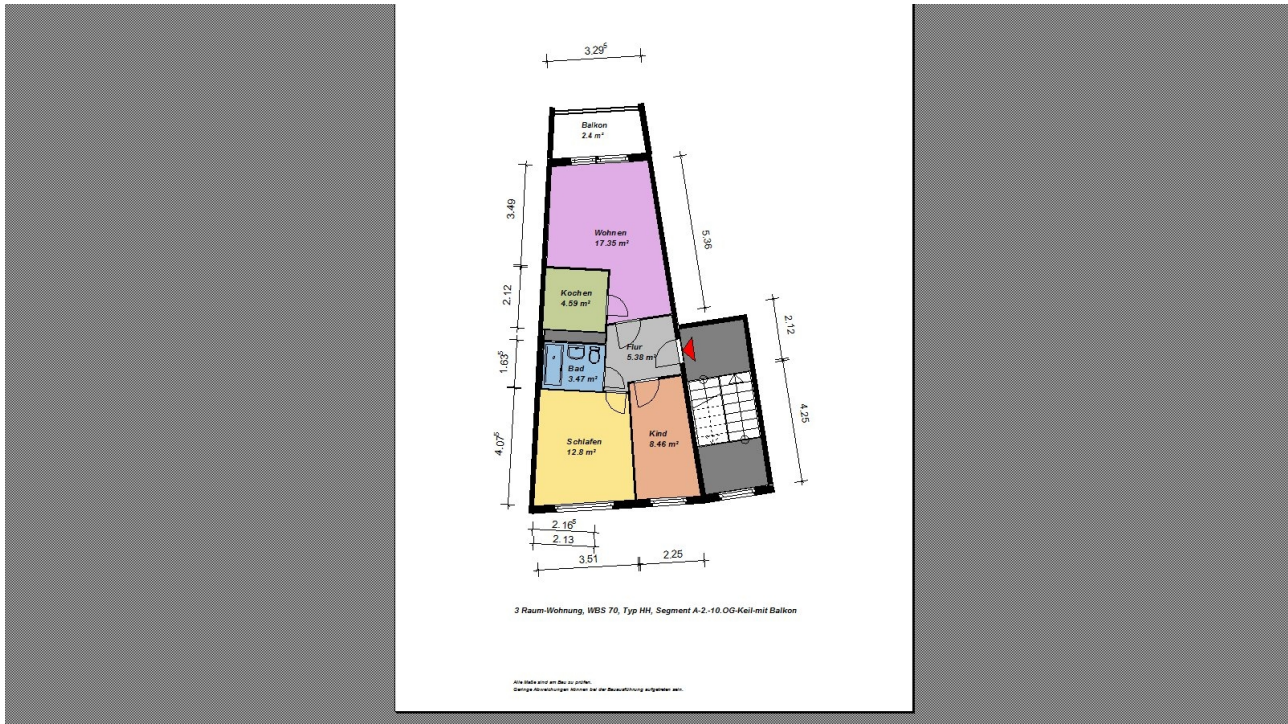 3.29⁵
Balkon
2.4 m²
3.49
5.36
Wohnen
17.35 m²
2.12
Kochen
4.59 m²
2.12
1.63⁵
Flur
5.38 m²
Bad
3.47 m²
4.25
4.07⁵
Schlafen
12.8 m²
Kind
8.46 m²
2.16⁵
2.13
3.51
2.25
3 Raum-Wohnung, WBS 70, Typ HH, Segment A-2.-10.OG-Keil-mit Balkon
Alle Maße sind am Bau zu prüfen.
Geringe Abweichungen können bei der Bauausführung aufgetreten sein.